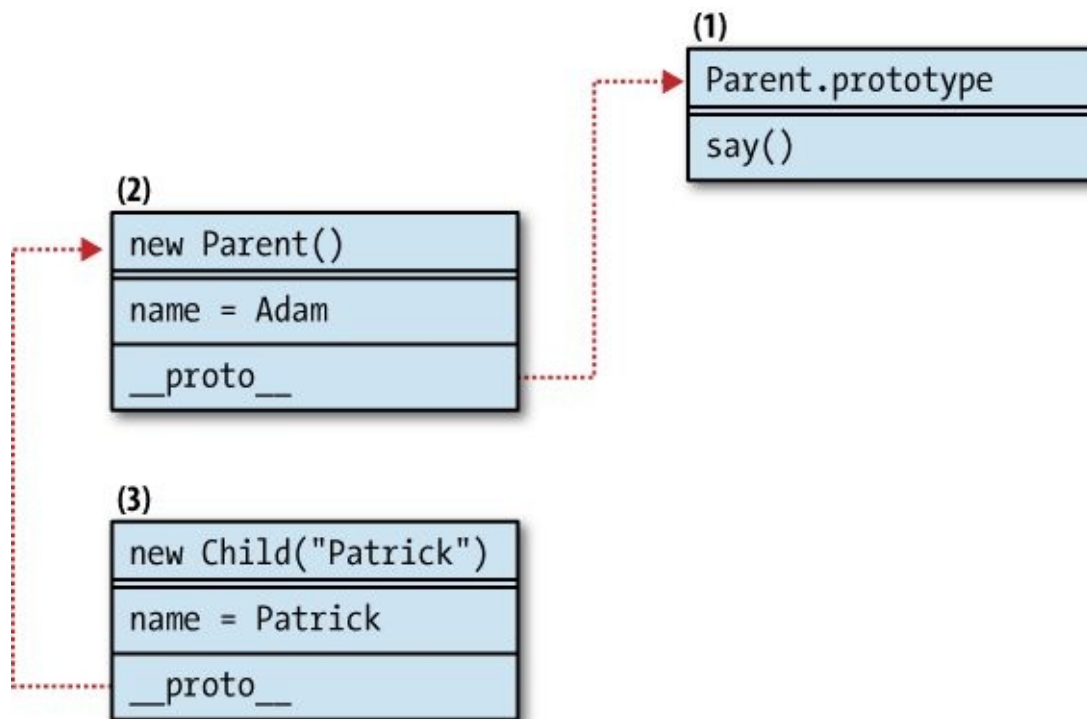 (1)
Parent.prototype
say()
(2)
new Parent()
name = Adam
__proto__
(3)
new Child("Patrick")
name = Patrick
__proto__